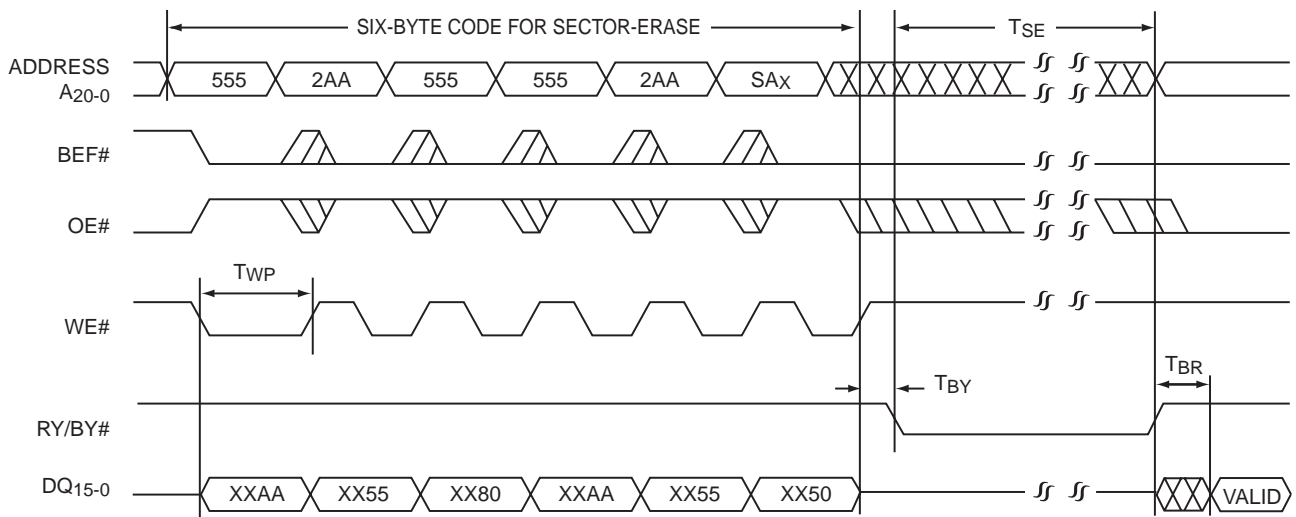 SIX-BYTE CODE FOR SECTOR-ERASE TSE
ADDRESS A20-0 555 2AA 555 555 2AA SAX
BEF#
OE#
TWP
WE#
TBY TBR
RY/BY#
DQ15-0 XXAA XX55 XX80 XXAA XX55 XX50 VALID